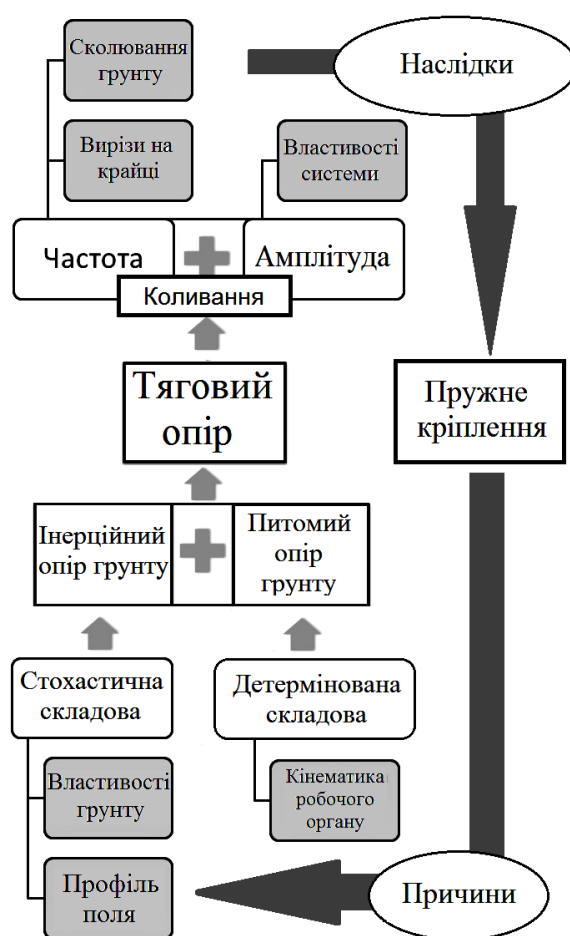 Сколювання
грунту
Наслідки
Вирізи на
крайці
Властивості
системи
Частота
Амплітуда
Коливання
Тяговий
опір
Пружне
кріплення
Інерційний
опір грунту
Питомий
опір
грунту
Стохастична
складова
Детермінована
складова
Властивості
грунту
Кінематика
робочого
органу
Профіль
поля
Причини